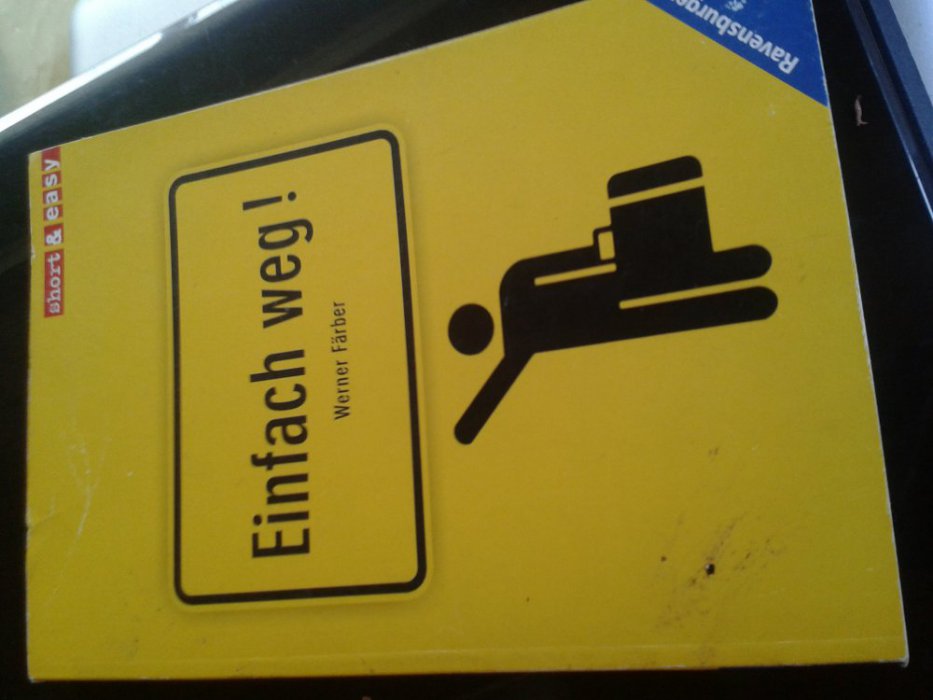 short & easy
Einfach weg!
Werner Färber
Ravensburger